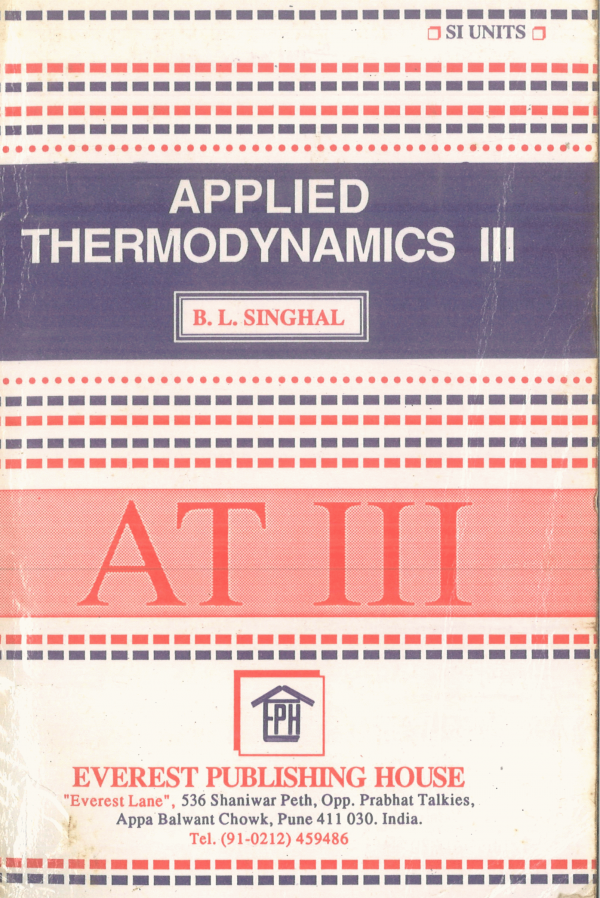 SI UNITS
APPLIED
THERMODYNAMICS III
B. L. SINGHAL
AT III
EPH
EVEREST PUBLISHING HOUSE
"Everest Lane", 536 Shaniwar Peth, Opp. Prabhat Talkies,
Appa Balwant Chowk, Pune 411 030. India.
Tel. (91-0212) 459486